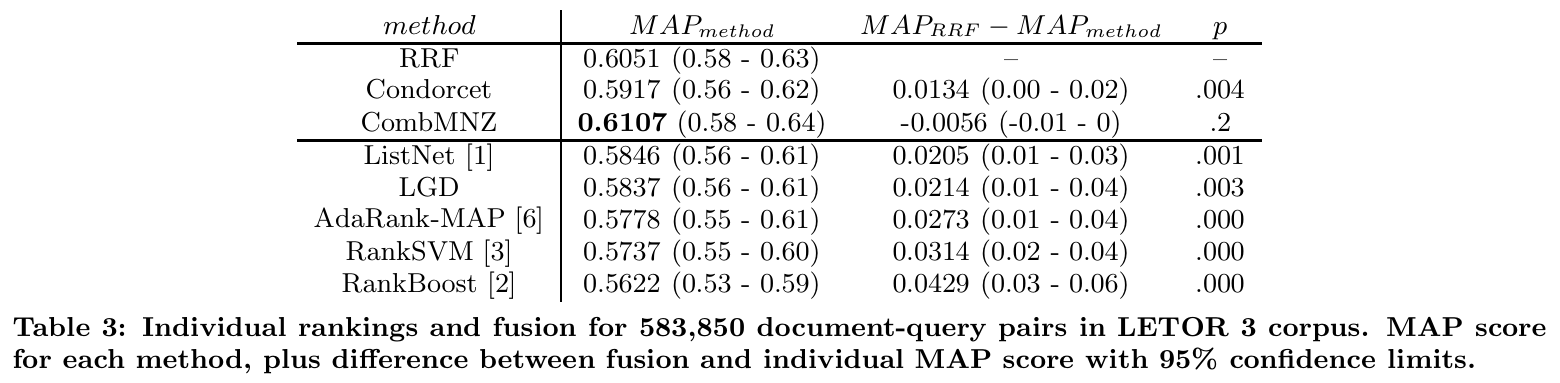 method MAP_method MAP_RRF − MAP_method p
RRF 0.6051 (0.58 - 0.63) – –
Condorcet 0.5917 (0.56 - 0.62) 0.0134 (0.00 - 0.02) .004
CombMNZ 0.6107 (0.58 - 0.64) -0.0056 (-0.01 - 0) .2
ListNet [1] 0.5846 (0.56 - 0.61) 0.0205 (0.01 - 0.03) .001
LGD 0.5837 (0.56 - 0.61) 0.0214 (0.01 - 0.04) .003
AdaRank-MAP [6] 0.5778 (0.55 - 0.61) 0.0273 (0.01 - 0.04) .000
RankSVM [3] 0.5737 (0.55 - 0.60) 0.0314 (0.02 - 0.04) .000
RankBoost [2] 0.5622 (0.53 - 0.59) 0.0429 (0.03 - 0.06) .000
Table 3: Individual rankings and fusion for 583,850 document-query pairs in LETOR 3 corpus. MAP score
for each method, plus difference between fusion and individual MAP score with 95% confidence limits.